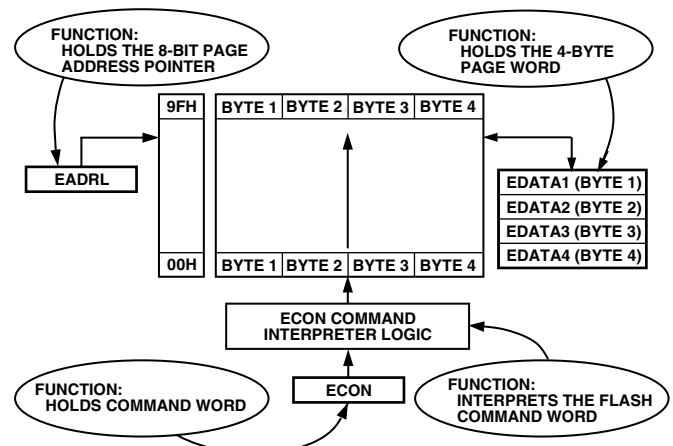 FUNCTION:
HOLDS THE 8-BIT PAGE
ADDRESS POINTER
FUNCTION:
HOLDS THE 4-BYTE
PAGE WORD
9FH
BYTE 1 BYTE 2 BYTE 3 BYTE 4
EADRL
EDATA1 (BYTE 1)
EDATA2 (BYTE 2)
EDATA3 (BYTE 3)
EDATA4 (BYTE 4)
00H
BYTE 1 BYTE 2 BYTE 3 BYTE 4
ECON COMMAND
INTERPRETER LOGIC
FUNCTION:
HOLDS COMMAND WORD
ECON
FUNCTION:
INTERPRETS THE FLASH
COMMAND WORD